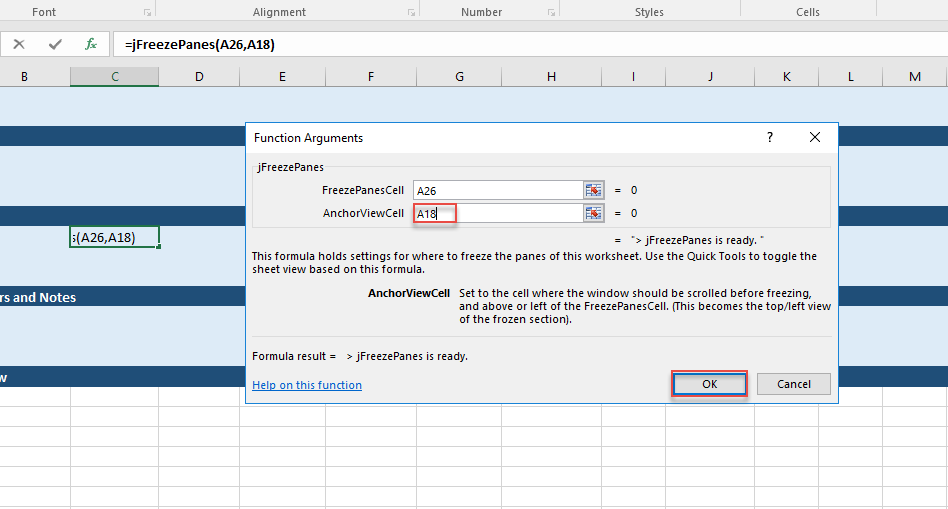 Font Alignment Number Styles Cells
=jFreezePanes(A26,A18)
B C D E F G H I J K L M
Function Arguments ?
jFreezePanes
FreezePanesCell A26 = 0
AnchorViewCell A18 = 0
s(A26,A18)
= "> jFreezePanes is ready. "
This formula holds settings for where to freeze the panes of this worksheet. Use the Quick Tools to toggle the
sheet view based on this formula.
rs and Notes
AnchorViewCell Set to the cell where the window should be scrolled before freezing,
and above or left of the FreezePanesCell. (This becomes the top/left view
of the frozen section).
Formula result = > jFreezePanes is ready.
w
Help on this function OK Cancel